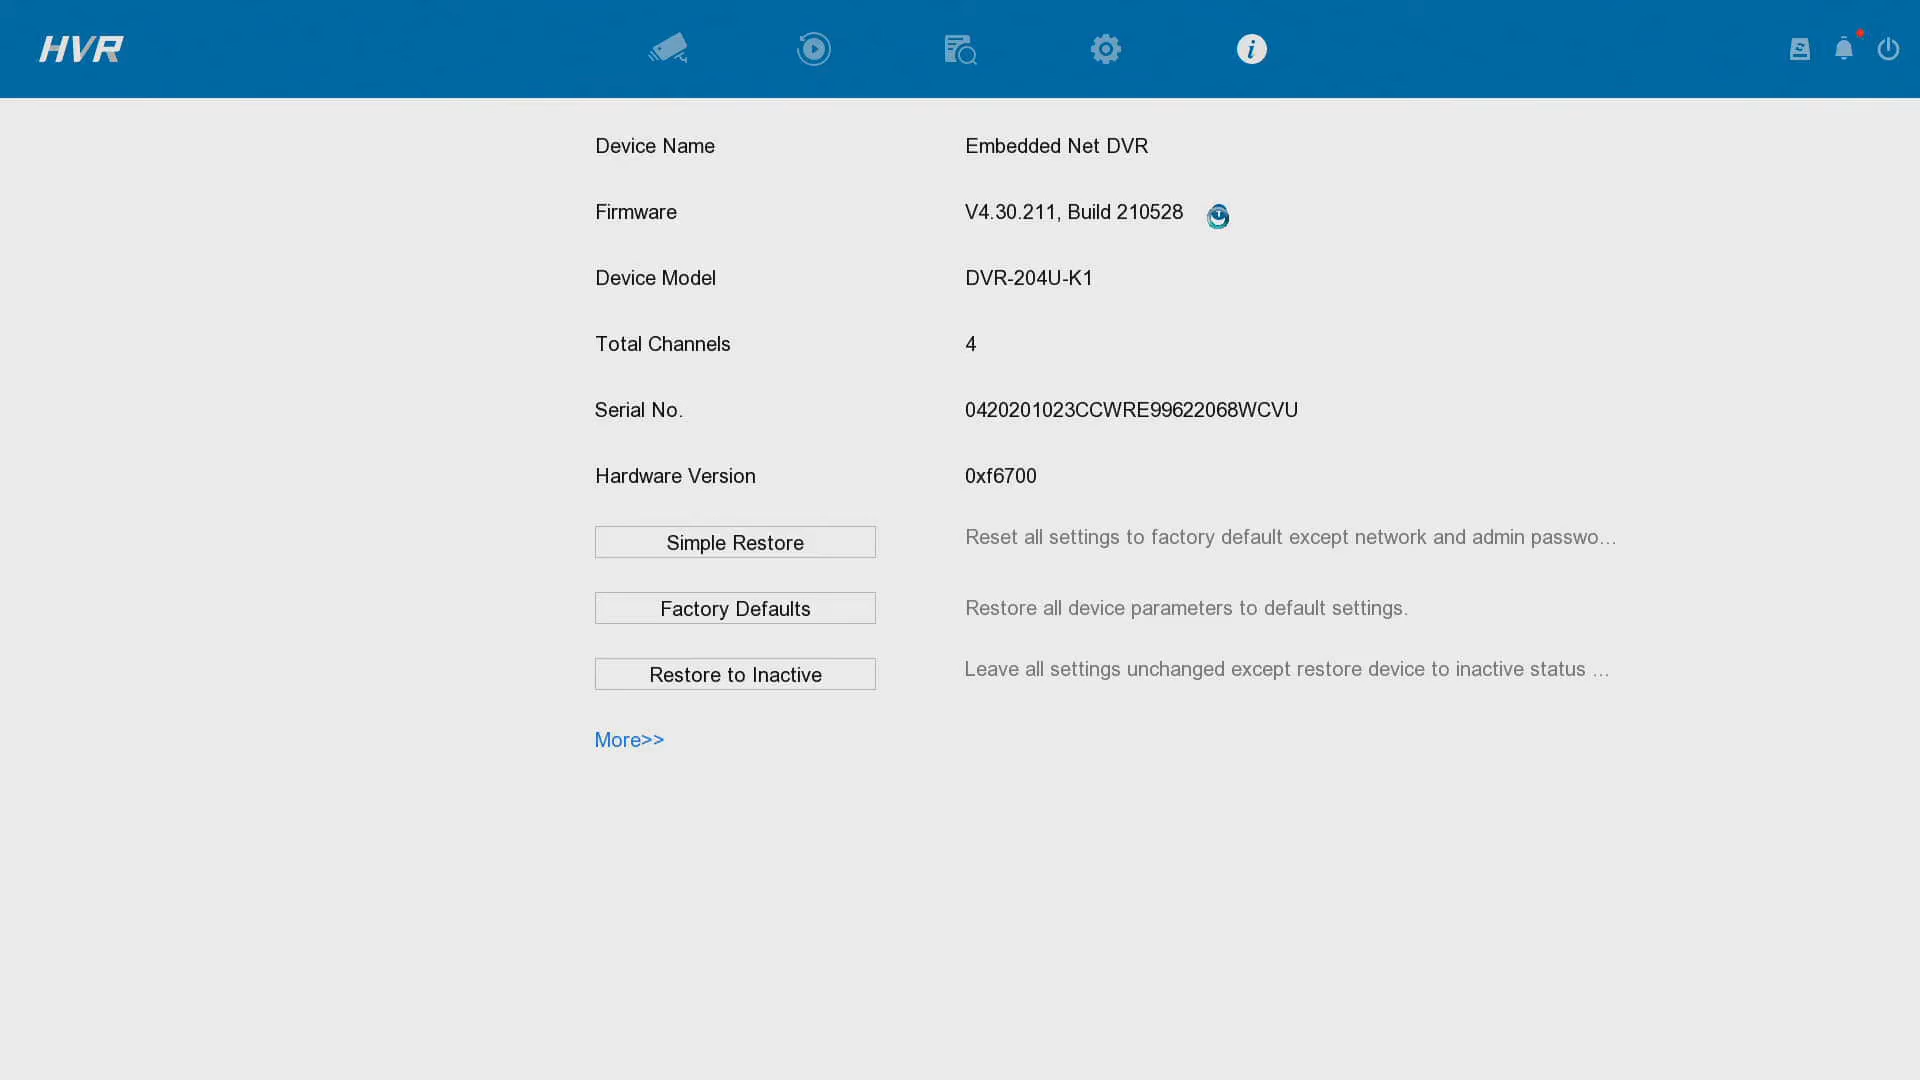 HVR
Device Name Embedded Net DVR
Firmware V4.30.211, Build 210528
Device Model DVR-204U-K1
Total Channels 4
Serial No. 0420201023CCWRE99622068WCVU
Hardware Version 0xf6700
Simple Restore Reset all settings to factory default except network and admin passwo...
Factory Defaults Restore all device parameters to default settings.
Restore to Inactive Leave all settings unchanged except restore device to inactive status ...
More>>